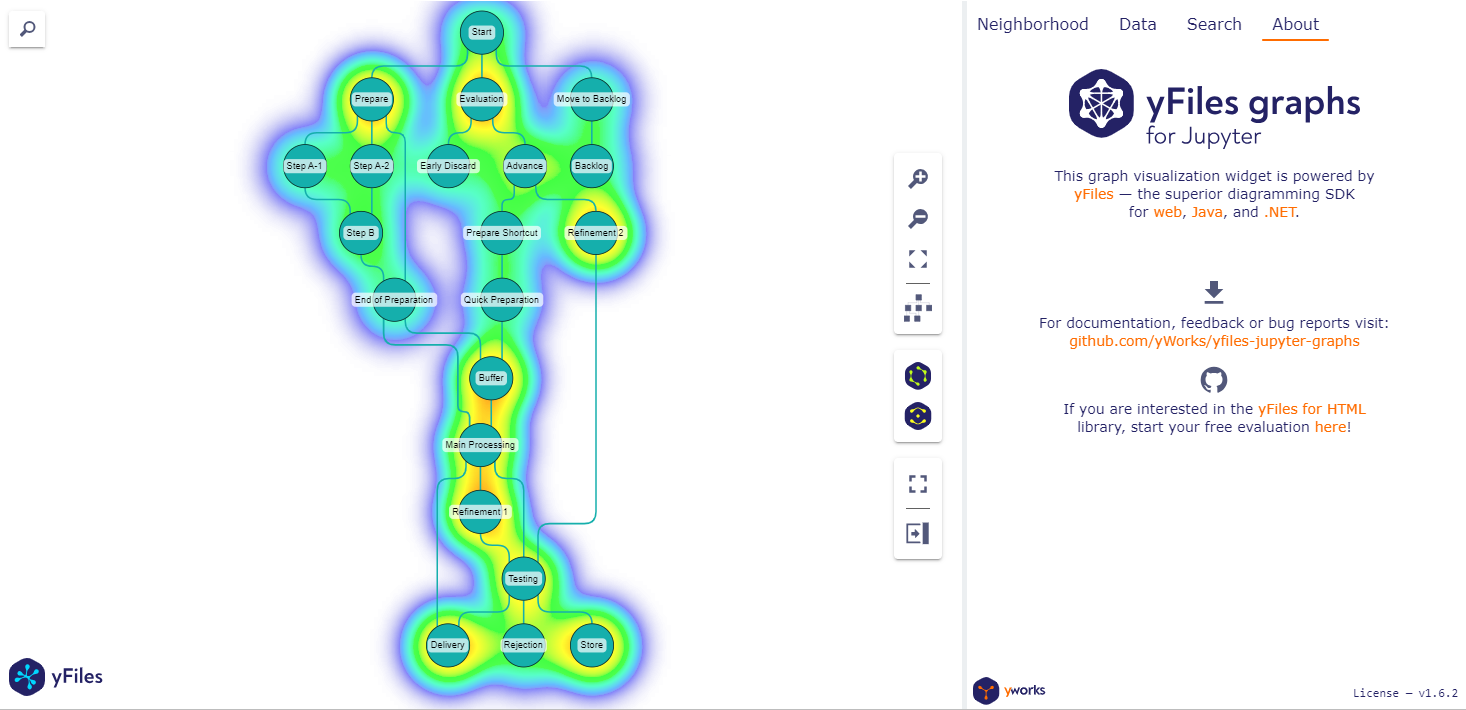 Neighborhood Data Search About
Start
Prepare Evaluation Move to Backlog
Step A-1 Step A-2 Early Discard Advance Backlog
Step B Prepare Shortcut Refinement 2
End of Preparation Quick Preparation
Buffer
Main Processing
Refinement 1
Testing
Delivery Rejection Store
yFiles
yFiles graphs
for Jupyter
This graph visualization widget is powered by
yFiles — the superior diagramming SDK
for web, Java, and .NET.
For documentation, feedback or bug reports visit:
github.com/yWorks/yfiles-jupyter-graphs
If you are interested in the yFiles for HTML
library, start your free evaluation here!
yworks
License – v1.6.2